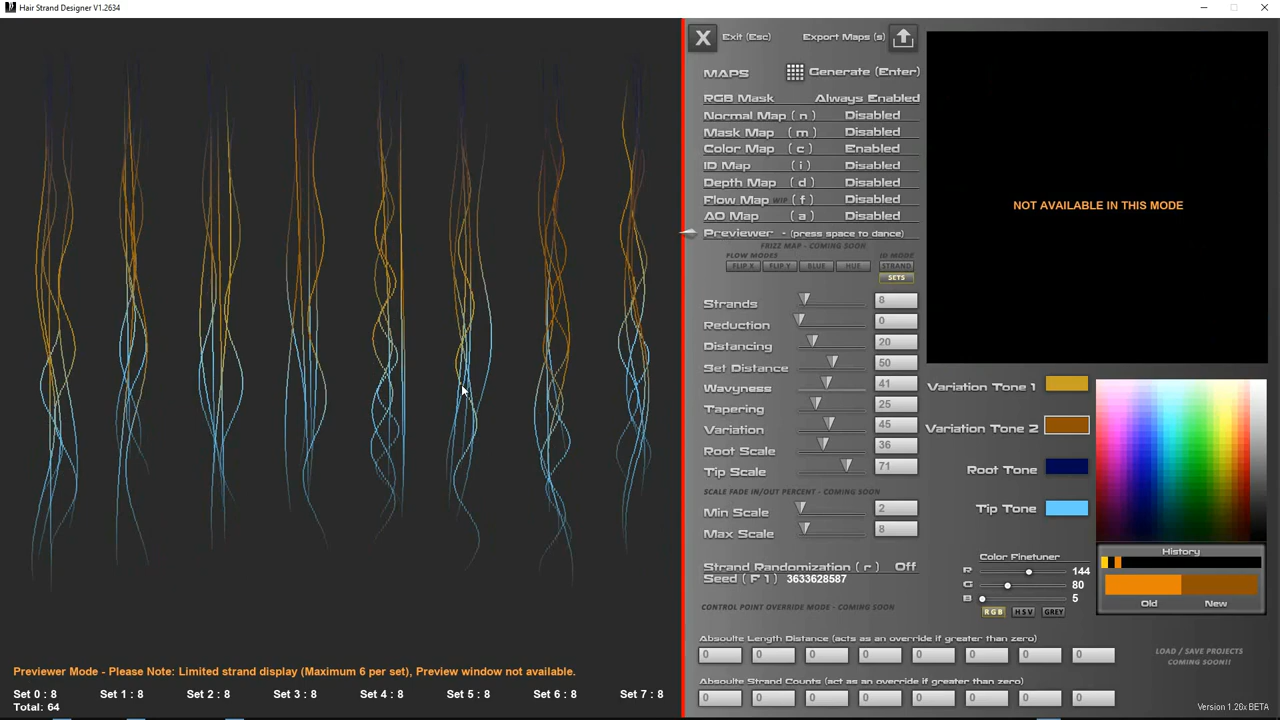 Hair Strand Designer V1.2634
X Exit (Esc) Export Maps (s)
MAPS Generate (Enter)
RGB Mask Always Enabled
Normal Map ( n ) Disabled
Mask Map ( m ) Disabled
Color Map ( c ) Enabled
ID Map ( i ) Disabled
Depth Map ( d ) Disabled
Flow Map WIP ( f ) Disabled
AO Map ( a ) Disabled
Previewer - (press space to dance)
FRIZZ MAP - COMING SOON
FLOW MODES ID MODE
FLIP X FLIP Y BLUE HUE STRAND
SETS
NOT AVAILABLE IN THIS MODE
Strands 8
Reduction 0
Distancing 20
Set Distance 50
Wavyness 41
Tapering 25
Variation 45
Root Scale 36
Tip Scale 71
SCALE FADE IN/OUT PERCENT - COMING SOON
Min Scale 2
Max Scale 8
Strand Randomization ( r ) Off
Seed ( F1 ) 3633628587
CONTROL POINT OVERRIDE MODE - COMING SOON
Variation Tone 1
Variation Tone 2
Root Tone
Tip Tone
Color Finetuner
R 144
G 80
B 5
RGB HSV GREY
History
Old New
Absoulte Length Distance (acts as an override if greater than zero)
0 0 0 0 0 0 0 0
Absoulte Strand Counts (act as an override if greater than zero)
0 0 0 0 0 0 0 0
LOAD / SAVE PROJECTS
COMING SOON!!
Version 1.26x BETA
Previewer Mode - Please Note: Limited strand display (Maximum 6 per set), Preview window not available.
Set 0 : 8 Set 1 : 8 Set 2 : 8 Set 3 : 8 Set 4 : 8 Set 5 : 8 Set 6 : 8 Set 7 : 8
Total: 64